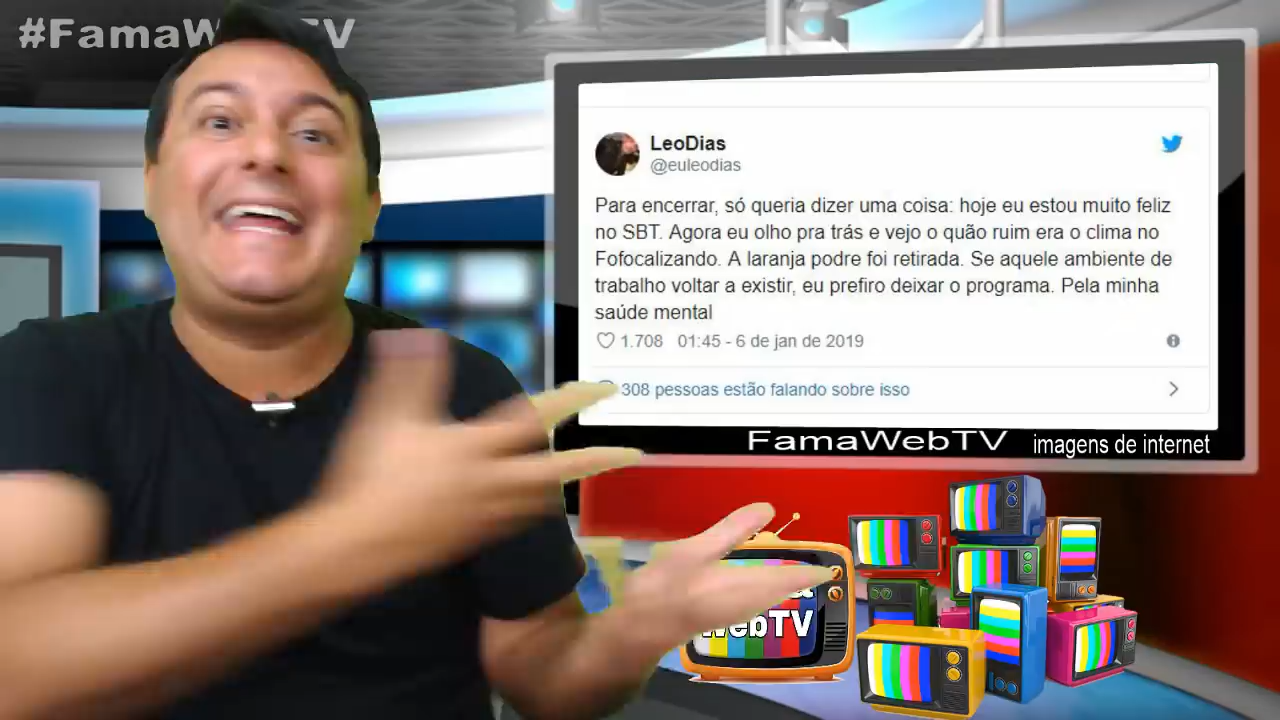 #FamaW TV
LeoDias
@euleodias
Para encerrar, só queria dizer uma coisa: hoje eu estou muito feliz
no SBT. Agora eu olho pra trás e vejo o quão ruim era o clima no
Fofocalizando. A laranja podre foi retirada. Se aquele ambiente de
trabalho voltar a existir, eu prefiro deixar o programa. Pela minha
saúde mental
1.708 01:45 - 6 de jan de 2019
308 pessoas estão falando sobre isso
FamaWebTV imagens de internet
WebTV